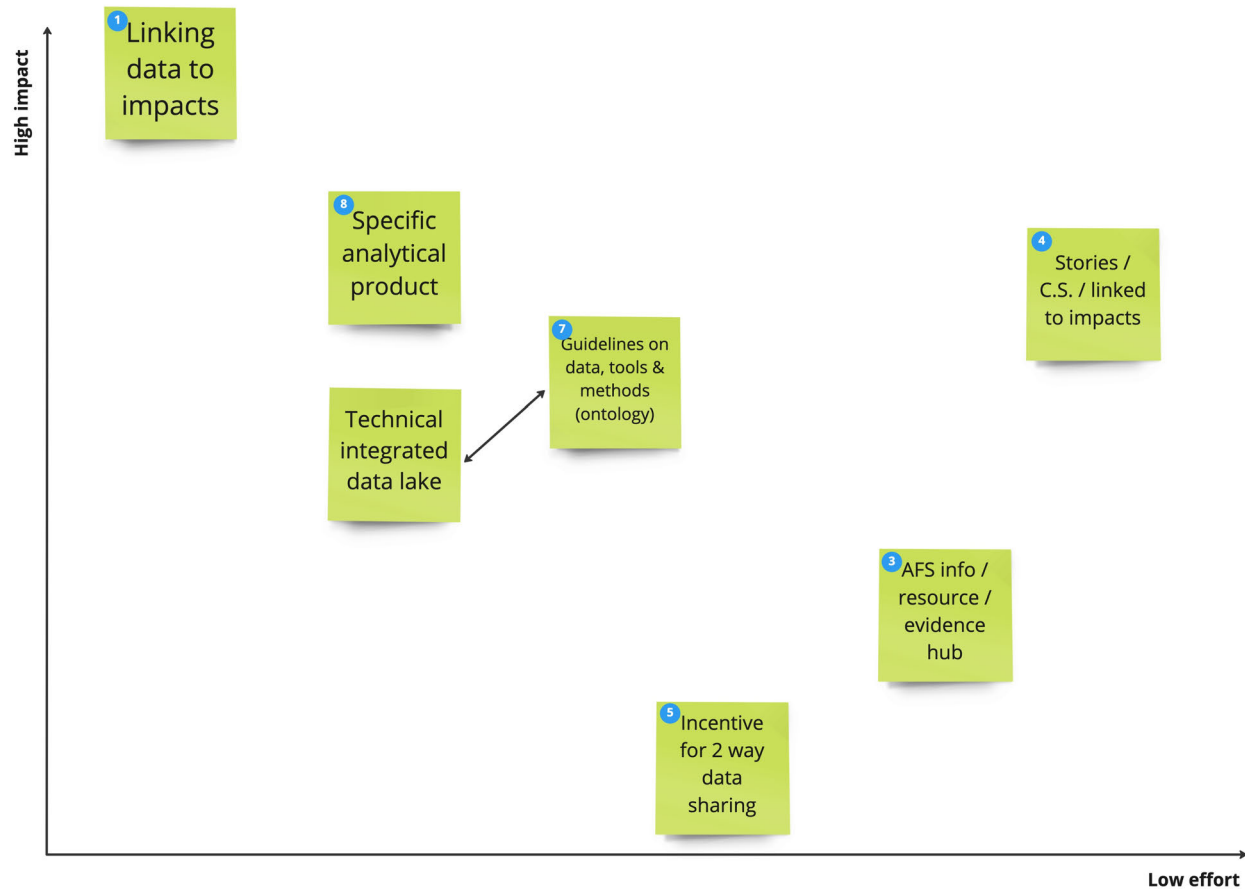 High impact
1
Linking
data to
impacts
8
Specific
analytical
product
4
Stories /
C.S. / linked
to impacts
7
Guidelines on
data, tools &
methods
(ontology)
Technical
integrated
data lake
3
AFS info /
resource /
evidence
hub
5
Incentive
for 2 way
data
sharing
Low effort